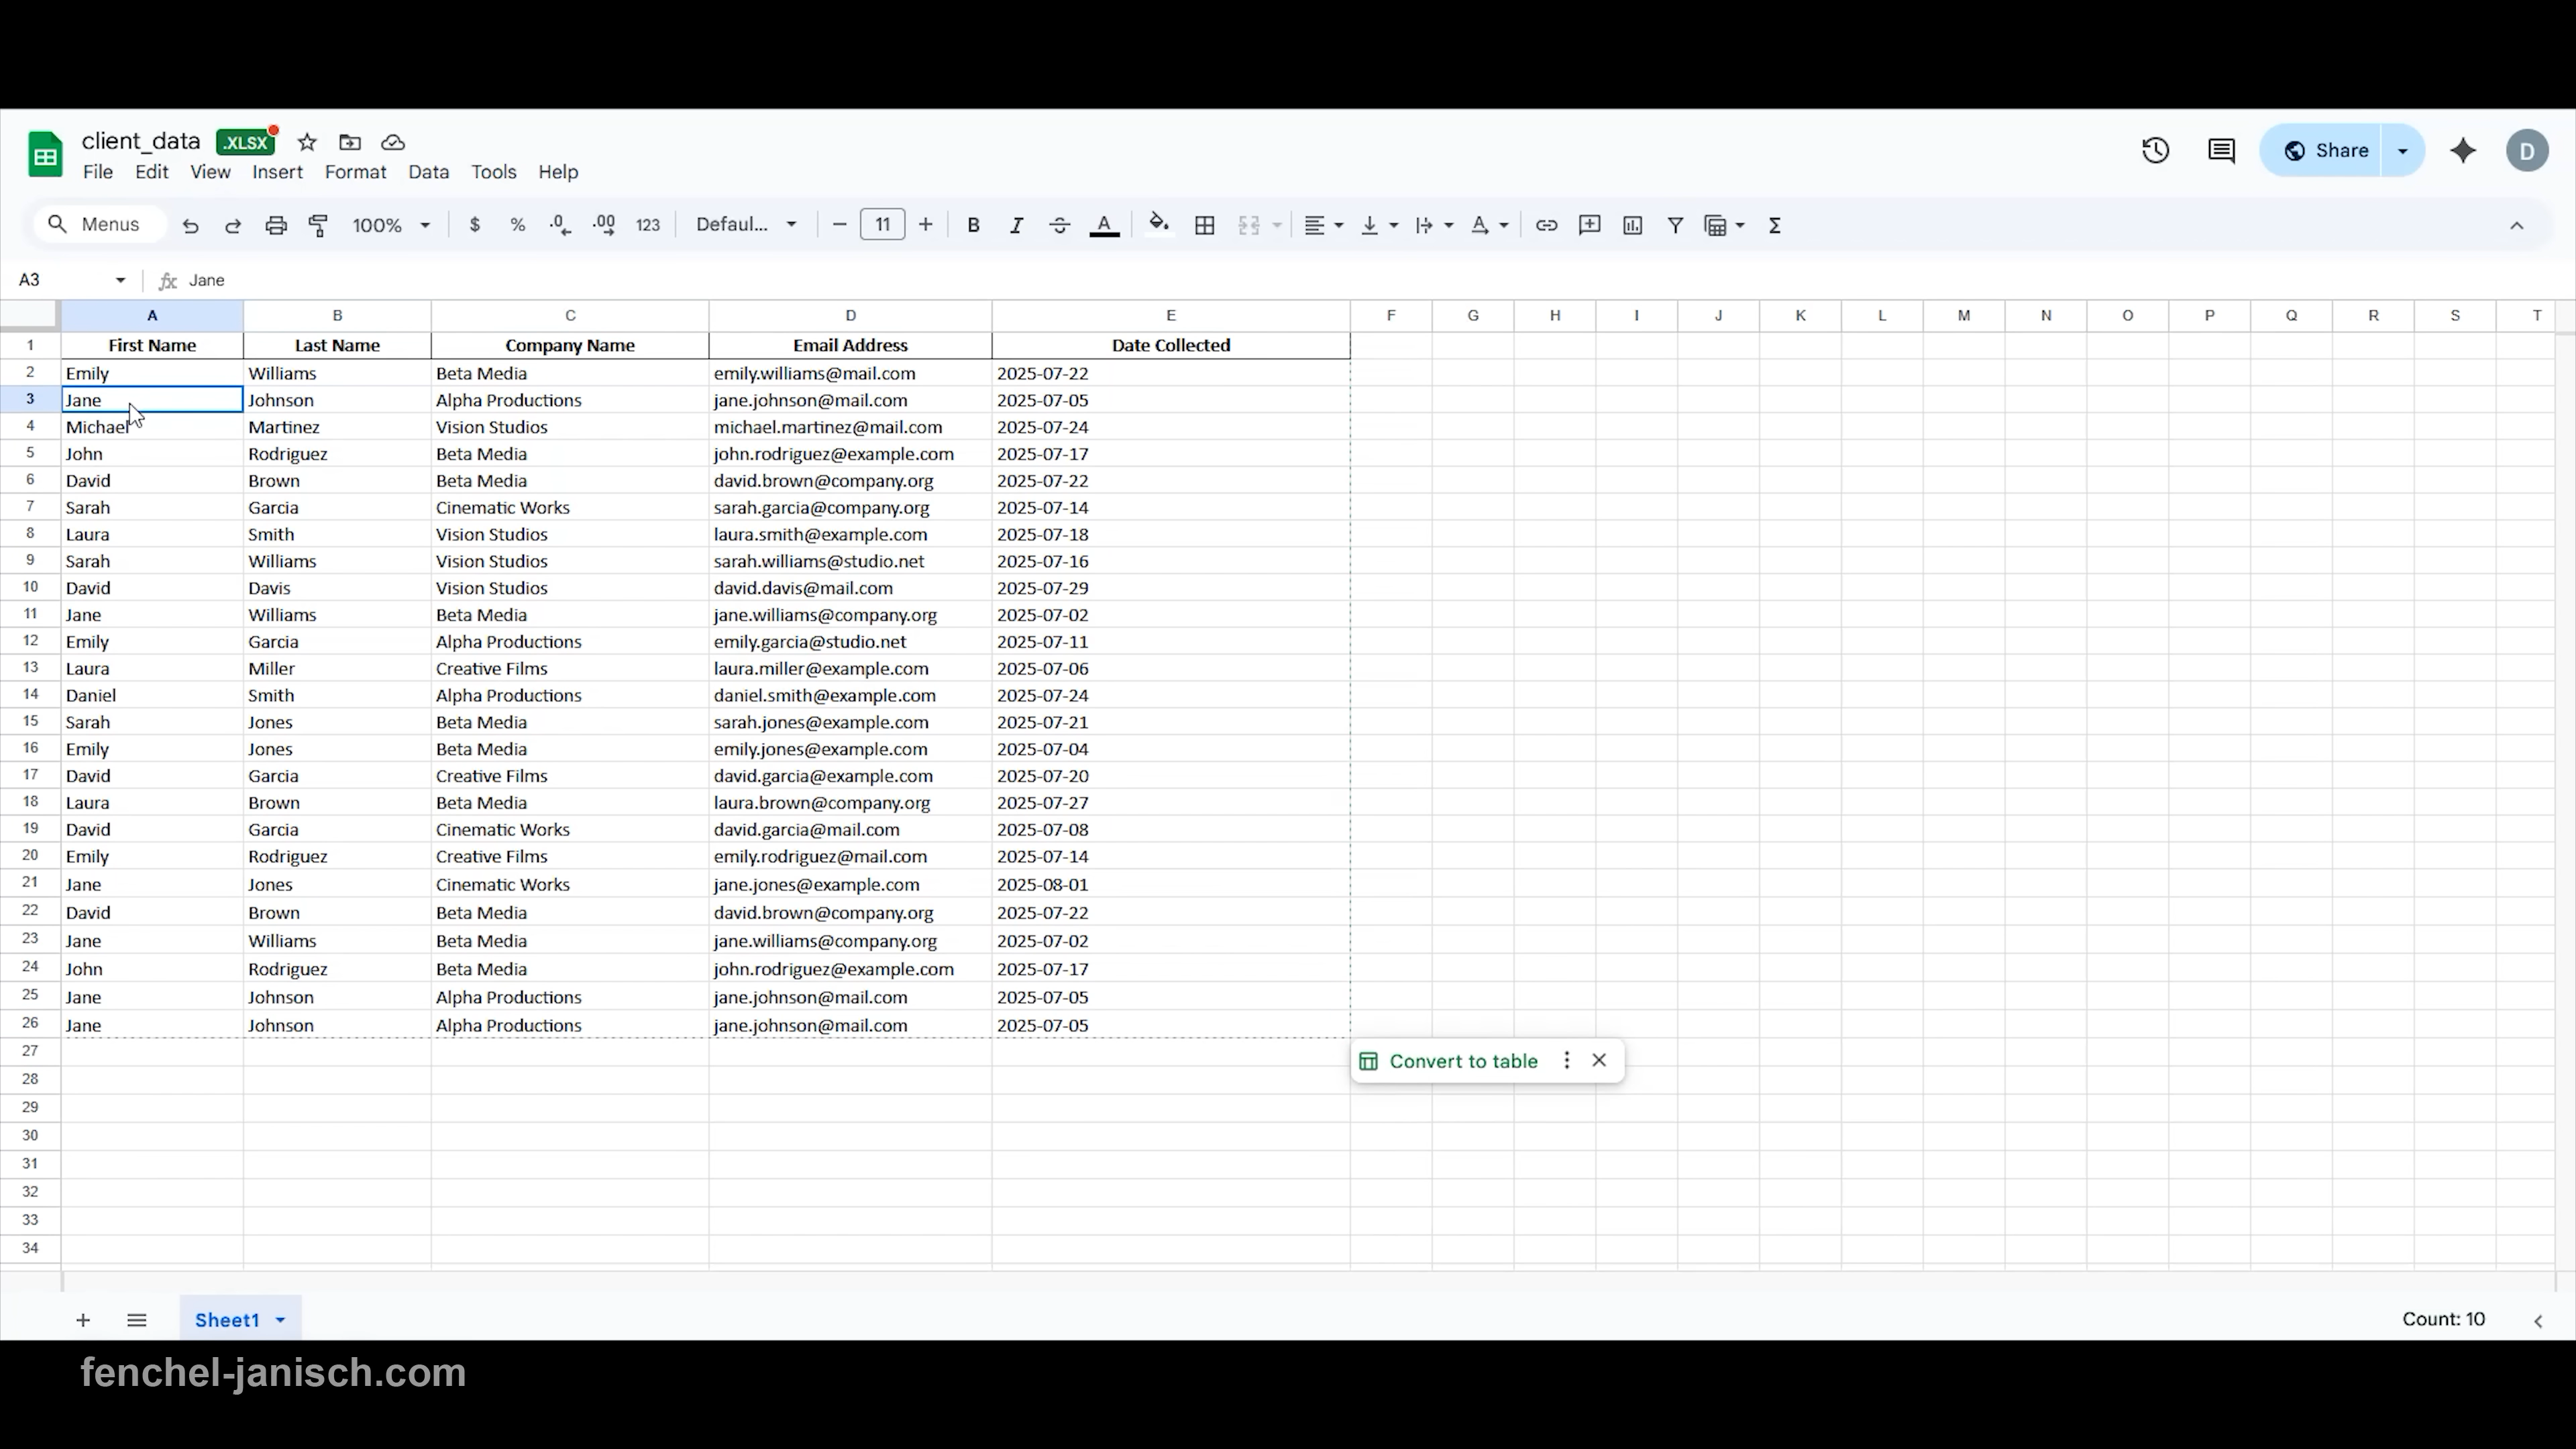 client_data .XLSX
File Edit View Insert Format Data Tools Help
Share D
Menus 100% $ % .0 .00 123 Defaul... 11 B I A Σ
A3 fx Jane
A B C D E F G H I J K L M N O P Q R S T
1 First Name Last Name Company Name Email Address Date Collected
2 Emily Williams Beta Media emily.williams@mail.com 2025-07-22
3 Jane Johnson Alpha Productions jane.johnson@mail.com 2025-07-05
4 Michael Martinez Vision Studios michael.martinez@mail.com 2025-07-24
5 John Rodriguez Beta Media john.rodriguez@example.com 2025-07-17
6 David Brown Beta Media david.brown@company.org 2025-07-22
7 Sarah Garcia Cinematic Works sarah.garcia@company.org 2025-07-14
8 Laura Smith Vision Studios laura.smith@example.com 2025-07-18
9 Sarah Williams Vision Studios sarah.williams@studio.net 2025-07-16
10 David Davis Vision Studios david.davis@mail.com 2025-07-29
11 Jane Williams Beta Media jane.williams@company.org 2025-07-02
12 Emily Garcia Alpha Productions emily.garcia@studio.net 2025-07-11
13 Laura Miller Creative Films laura.miller@example.com 2025-07-06
14 Daniel Smith Alpha Productions daniel.smith@example.com 2025-07-24
15 Sarah Jones Beta Media sarah.jones@example.com 2025-07-21
16 Emily Jones Beta Media emily.jones@example.com 2025-07-04
17 David Garcia Creative Films david.garcia@example.com 2025-07-20
18 Laura Brown Beta Media laura.brown@company.org 2025-07-27
19 David Garcia Cinematic Works david.garcia@mail.com 2025-07-08
20 Emily Rodriguez Creative Films emily.rodriguez@mail.com 2025-07-14
21 Jane Jones Cinematic Works jane.jones@example.com 2025-08-01
22 David Brown Beta Media david.brown@company.org 2025-07-22
23 Jane Williams Beta Media jane.williams@company.org 2025-07-02
24 John Rodriguez Beta Media john.rodriguez@example.com 2025-07-17
25 Jane Johnson Alpha Productions jane.johnson@mail.com 2025-07-05
26 Jane Johnson Alpha Productions jane.johnson@mail.com 2025-07-05
27
Convert to table
28
29
30
31
32
33
34
Sheet1 Count: 10
fenchel-janisch.com